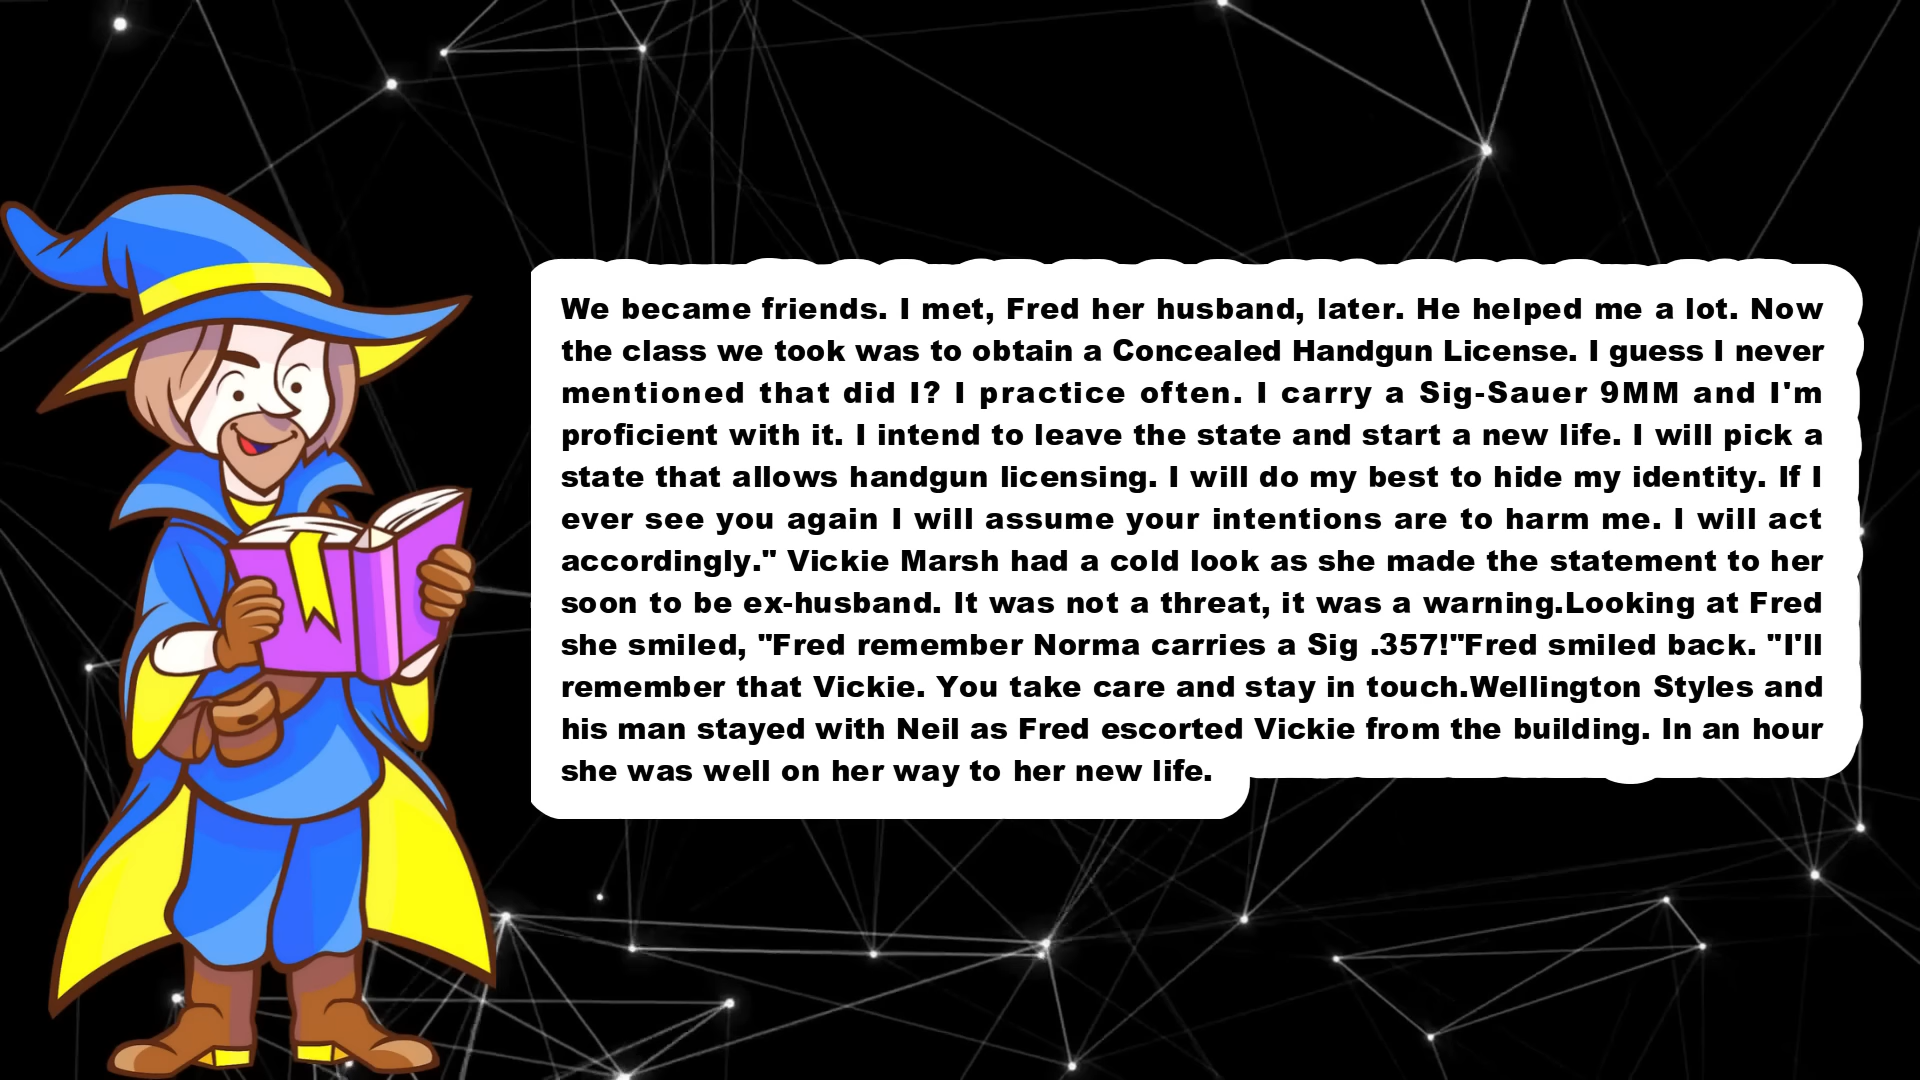 We became friends. I met, Fred her husband, later. He helped me a lot. Now
the class we took was to obtain a Concealed Handgun License. I guess I never
mentioned that did I? I practice often. I carry a Sig-Sauer 9MM and I'm
proficient with it. I intend to leave the state and start a new life. I will pick a
state that allows handgun licensing. I will do my best to hide my identity. If I
ever see you again I will assume your intentions are to harm me. I will act
accordingly." Vickie Marsh had a cold look as she made the statement to her
soon to be ex-husband. It was not a threat, it was a warning.Looking at Fred
she smiled, "Fred remember Norma carries a Sig .357!"Fred smiled back. "I'll
remember that Vickie. You take care and stay in touch.Wellington Styles and
his man stayed with Neil as Fred escorted Vickie from the building. In an hour
she was well on her way to her new life.